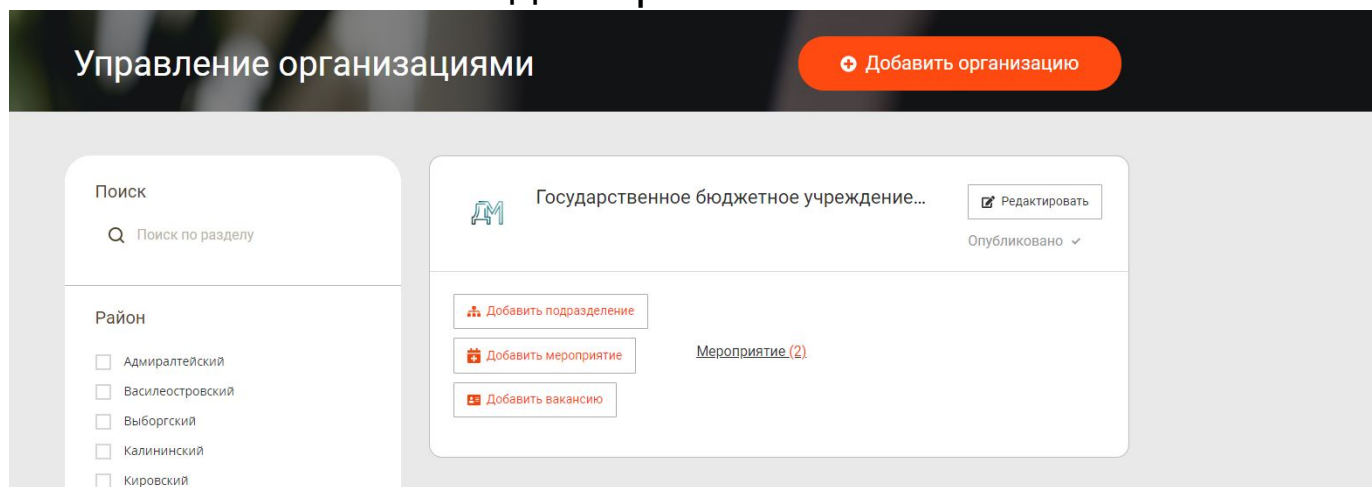 Управление организациями
Добавить организацию
Поиск
Поиск по разделу
Район
Адмиралтейский
Василеостровский
Выборгский
Калининский
Кировский
ДМ
Государственное бюджетное учреждение...
Редактировать
Опубликовано
Добавить подразделение
Добавить мероприятие
Мероприятие (2)
Добавить вакансию